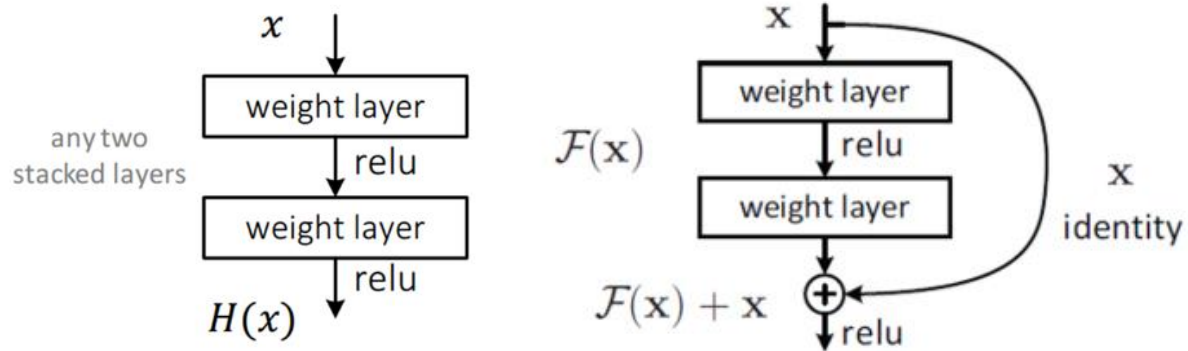 x
weight layer
any two
stacked layers
relu
weight layer
relu
H(x)
x
weight layer
F(x)
relu
weight layer
x
identity
F(x) + x
relu